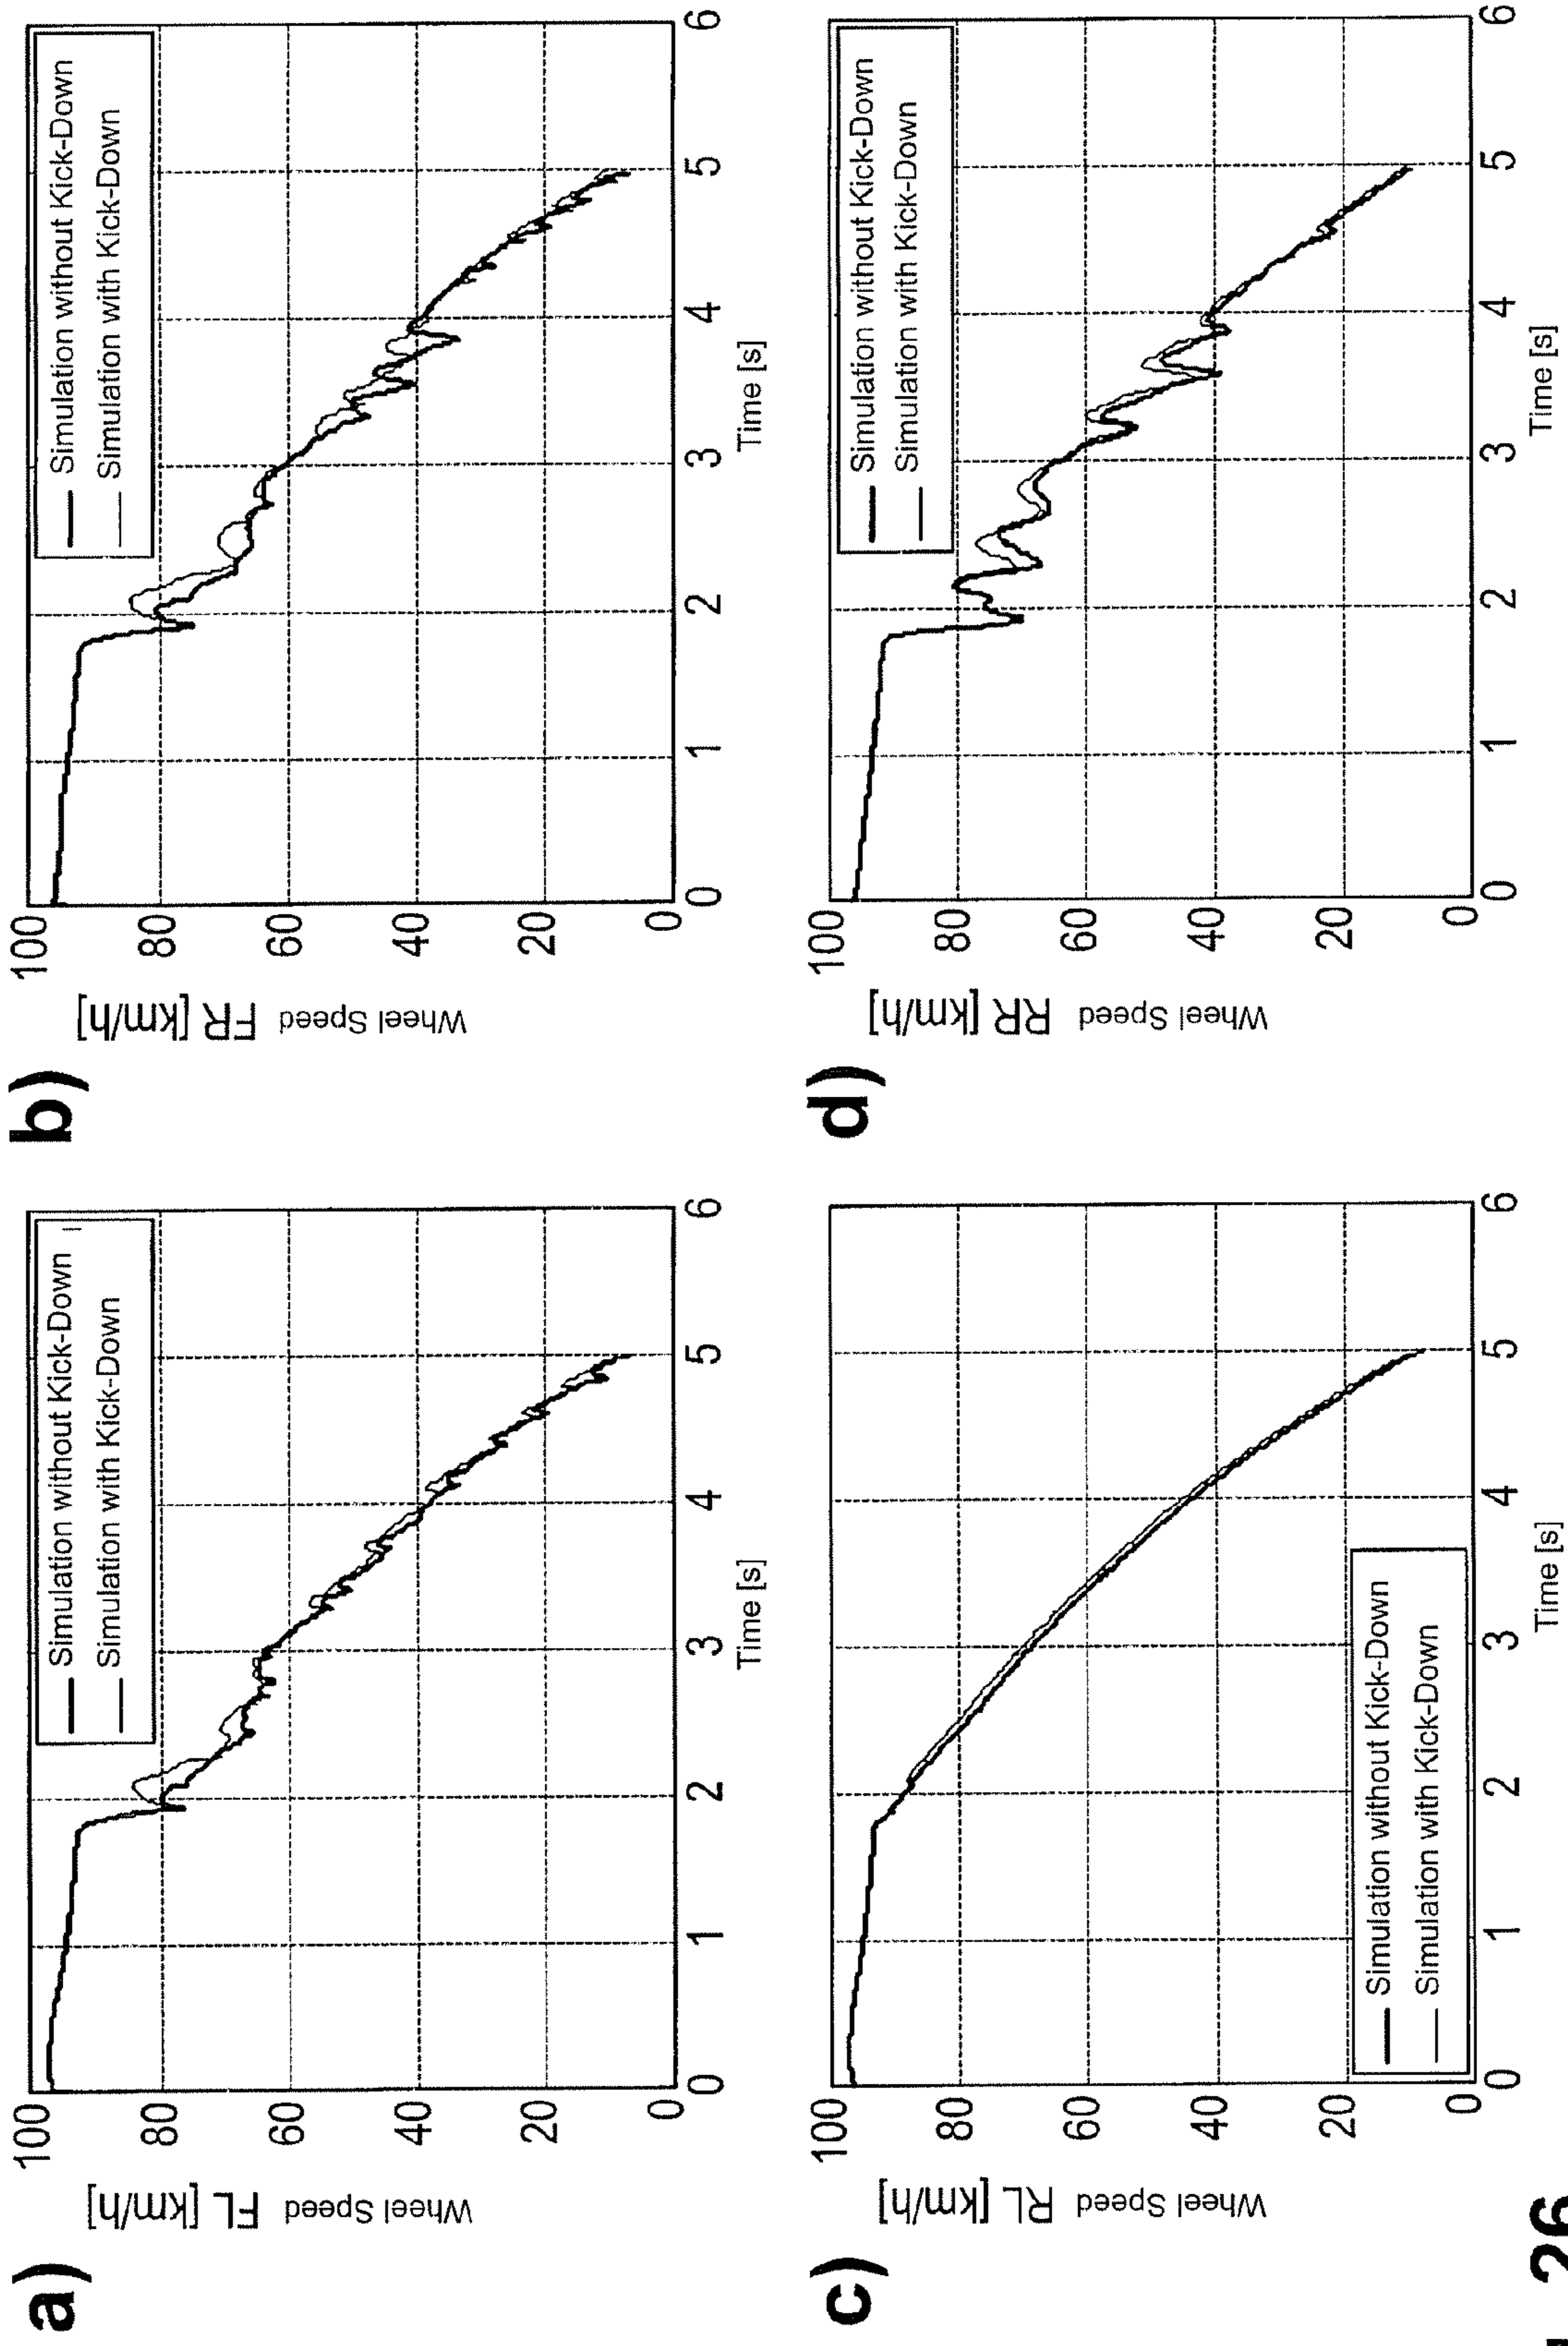 a)
Wheel Speed FL [km/h]
100
80
60
40
20
0
Simulation without Kick-Down
Simulation with Kick-Down
0 1 2 3 4 5 6
Time [s]
b)
Wheel Speed FR [km/h]
100
80
60
40
20
0
Simulation without Kick-Down
Simulation with Kick-Down
0 1 2 3 4 5 6
Time [s]
c)
Wheel Speed RL [km/h]
100
80
60
40
20
0
Simulation without Kick-Down
Simulation with Kick-Down
0 1 2 3 4 5 6
Time [s]
d)
Wheel Speed RR [km/h]
100
80
60
40
20
0
Simulation without Kick-Down
Simulation with Kick-Down
0 1 2 3 4 5 6
Time [s]
26